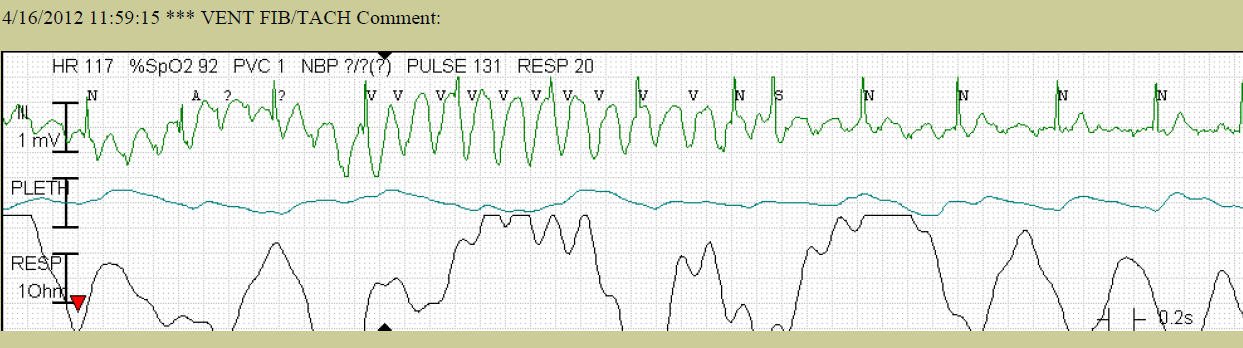 4/16/2012 11:59:15 *** VENT FIB/TACH Comment:
HR 117 %SpO2 92 PVC 1 NBP ?/?(?) PULSE 131 RESP 20
N A ? ? V V V V V V V V V V N S N N N N
II
1 mV
PLETH
RESP
1Ohm
0.2s